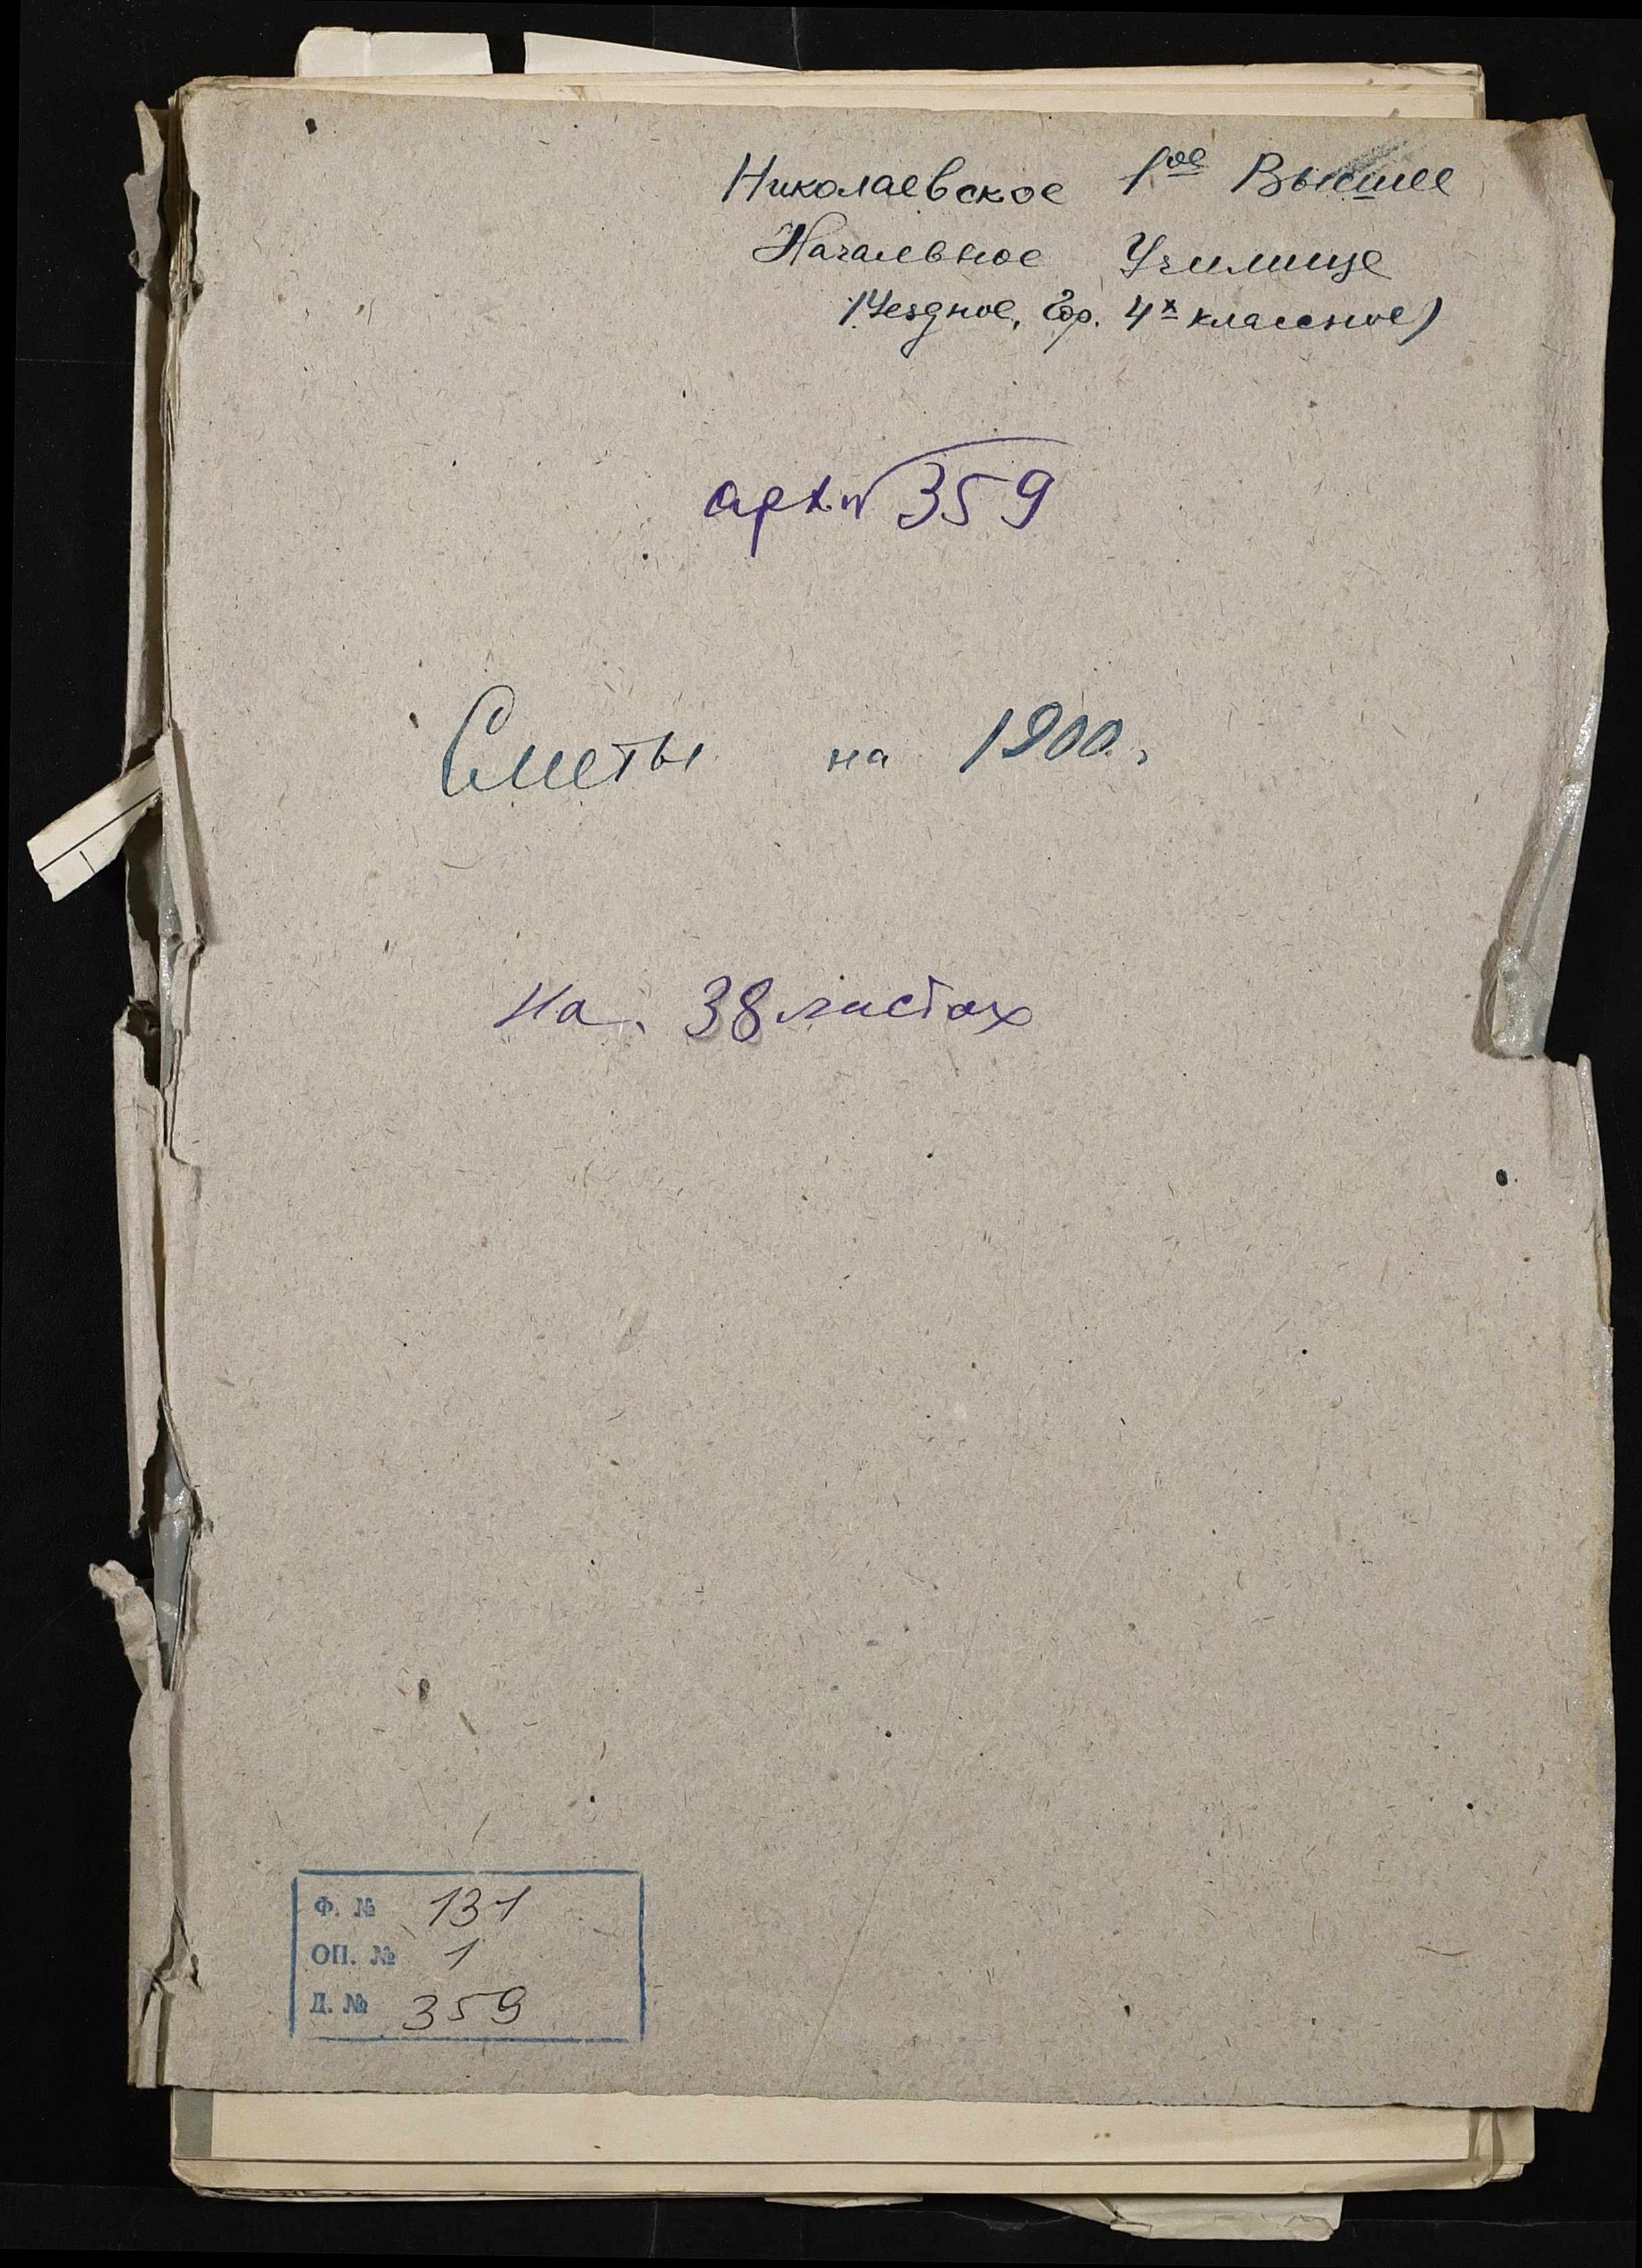 Николаевское 1ое Высшее
Начальное Училище
(Уездное, Гор. 4х классное)
арх. № 359
Сметы на 1900 г.
на 38 листах
Ф. № 131
ОП. № 1
Д. № 359